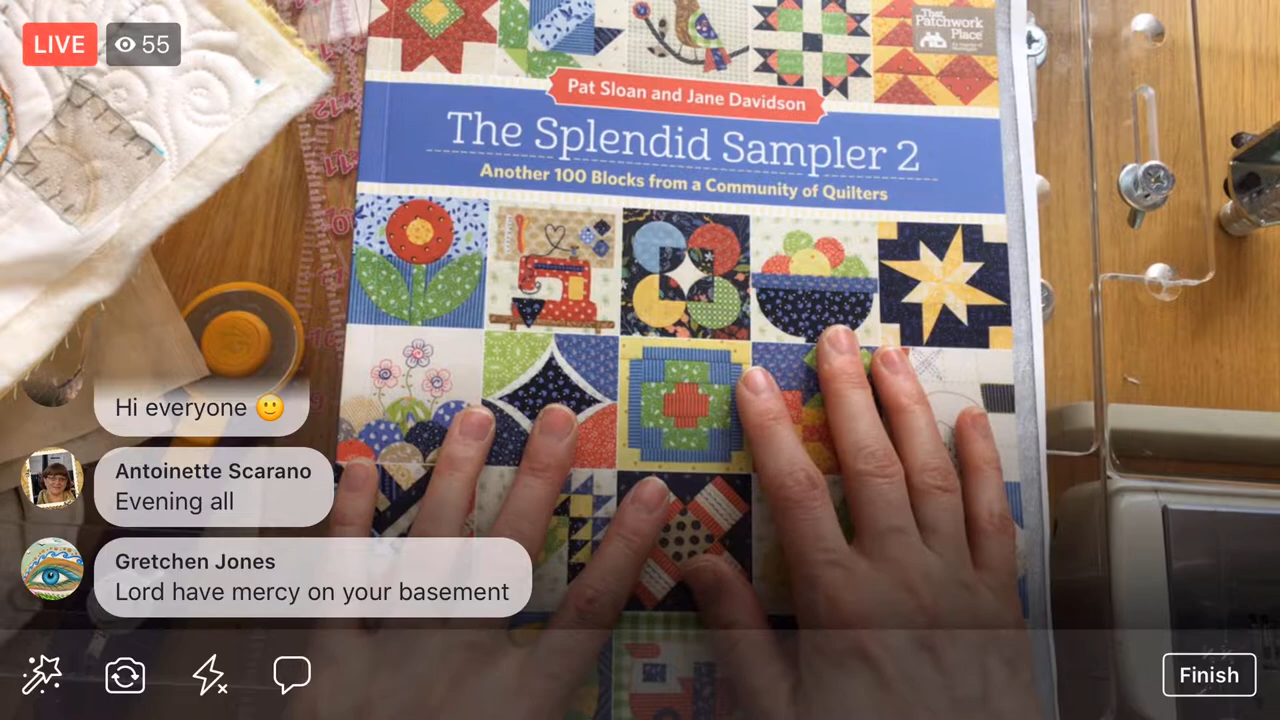 LIVE
55
That
Patchwork
Place
Pat Sloan and Jane Davidson
The Splendid Sampler 2
Another 100 Blocks from a Community of Quilters
Hi everyone 🙂
Antoinette Scarano
Evening all
Gretchen Jones
Lord have mercy on your basement
Finish